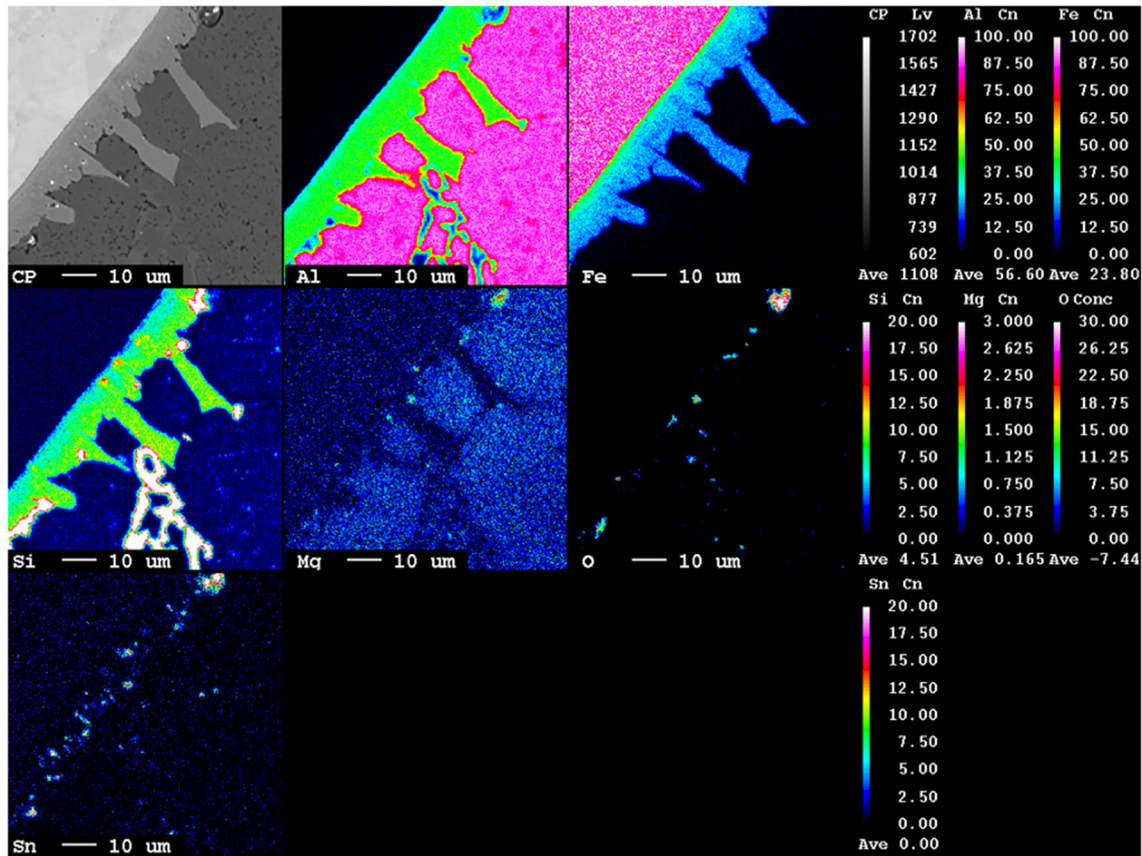 CP Lv Al Cn Fe Cn
1702 100.00 100.00
1565 87.50 87.50
1427 75.00 75.00
1290 62.50 62.50
1152 50.00 50.00
1014 37.50 37.50
877 25.00 25.00
739 12.50 12.50
602 0.00 0.00
Ave 1108 Ave 56.60 Ave 23.80
CP 10 um Al 10 um Fe 10 um
Si Cn Mg Cn O Conc
20.00 3.000 30.00
17.50 2.625 26.25
15.00 2.250 22.50
12.50 1.875 18.75
10.00 1.500 15.00
7.50 1.125 11.25
5.00 0.750 7.50
2.50 0.375 3.75
0.00 0.000 0.00
Ave 4.51 Ave 0.165 Ave -7.44
Si 10 um Mg 10 um O 10 um
Sn Cn
20.00
17.50
15.00
12.50
10.00
7.50
5.00
2.50
0.00
Ave 0.00
Sn 10 um